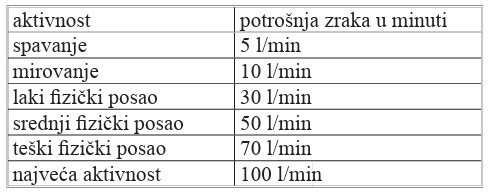 aktivnost potrošnja zraka u minuti
spavanje 5 l/min
mirovanje 10 l/min
laki fizički posao 30 l/min
srednji fizički posao 50 l/min
teški fizički posao 70 l/min
najveća aktivnost 100 l/min